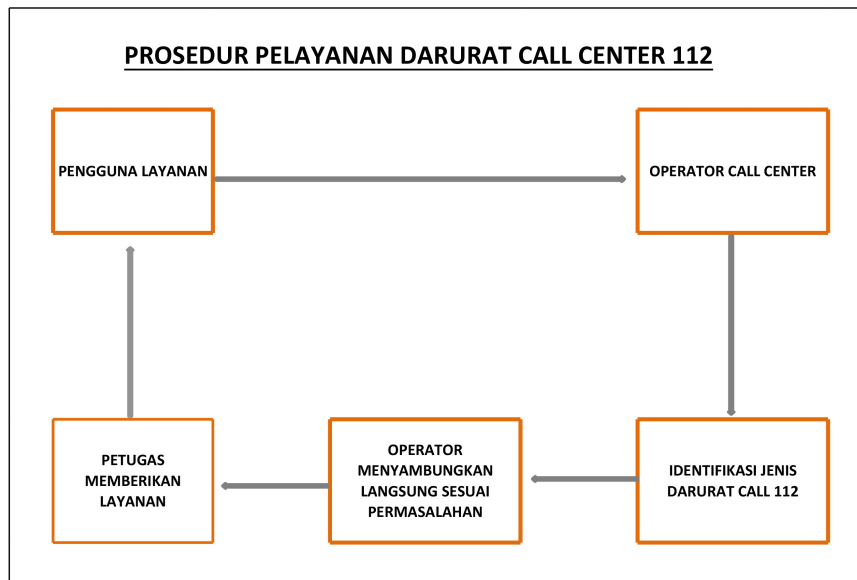 PROSEDUR PELAYANAN DARURAT CALL CENTER 112
PENGGUNA LAYANAN
OPERATOR CALL CENTER
IDENTIFIKASI JENIS
DARURAT CALL 112
OPERATOR
MENYAMBUNGKAN
LANGSUNG SESUAI
PERMASALAHAN
PETUGAS
MEMBERIKAN
LAYANAN